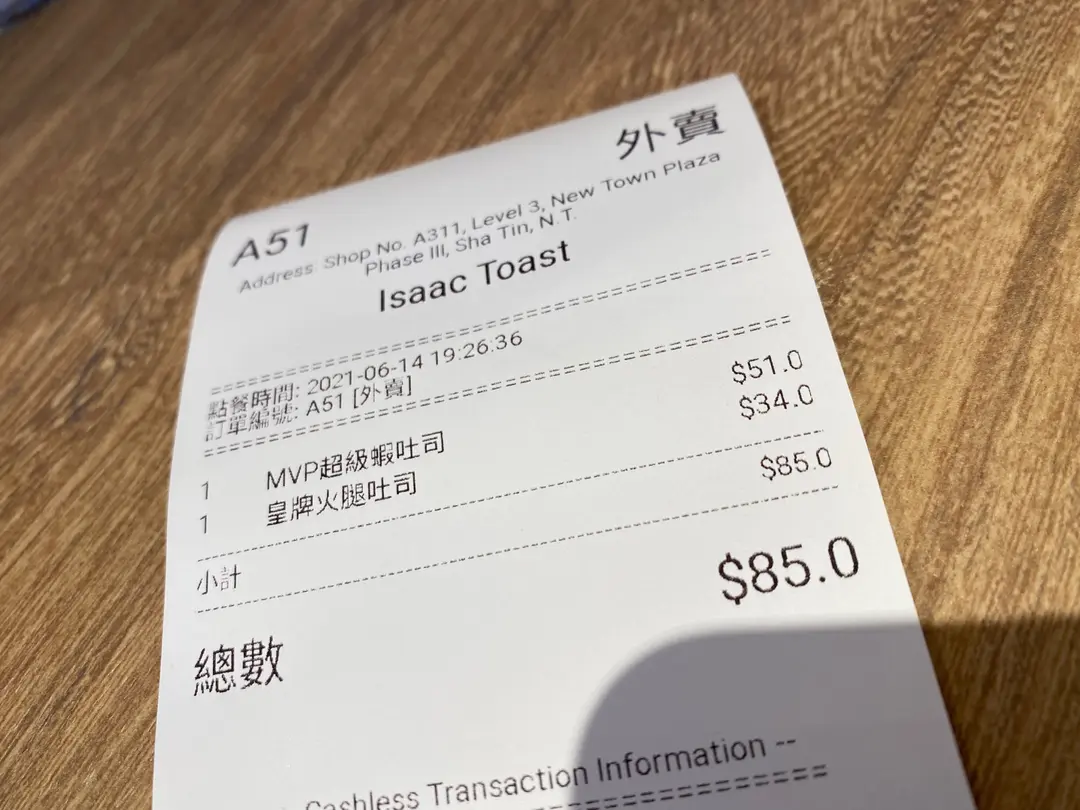 外賣
A51
Address: Shop No. A311, Level 3, New Town Plaza
Phase III, Sha Tin, N.T.
Isaac Toast
================================================
點餐時間: 2021-06-14 19:26:36
訂單編號: A51 [外賣]
================================================
1 MVP超級蝦吐司 $51.0
1 皇牌火腿吐司 $34.0
------------------------------------------------
小計 $85.0
------------------------------------------------
總數 $85.0
Cashless Transaction Information --
================================================